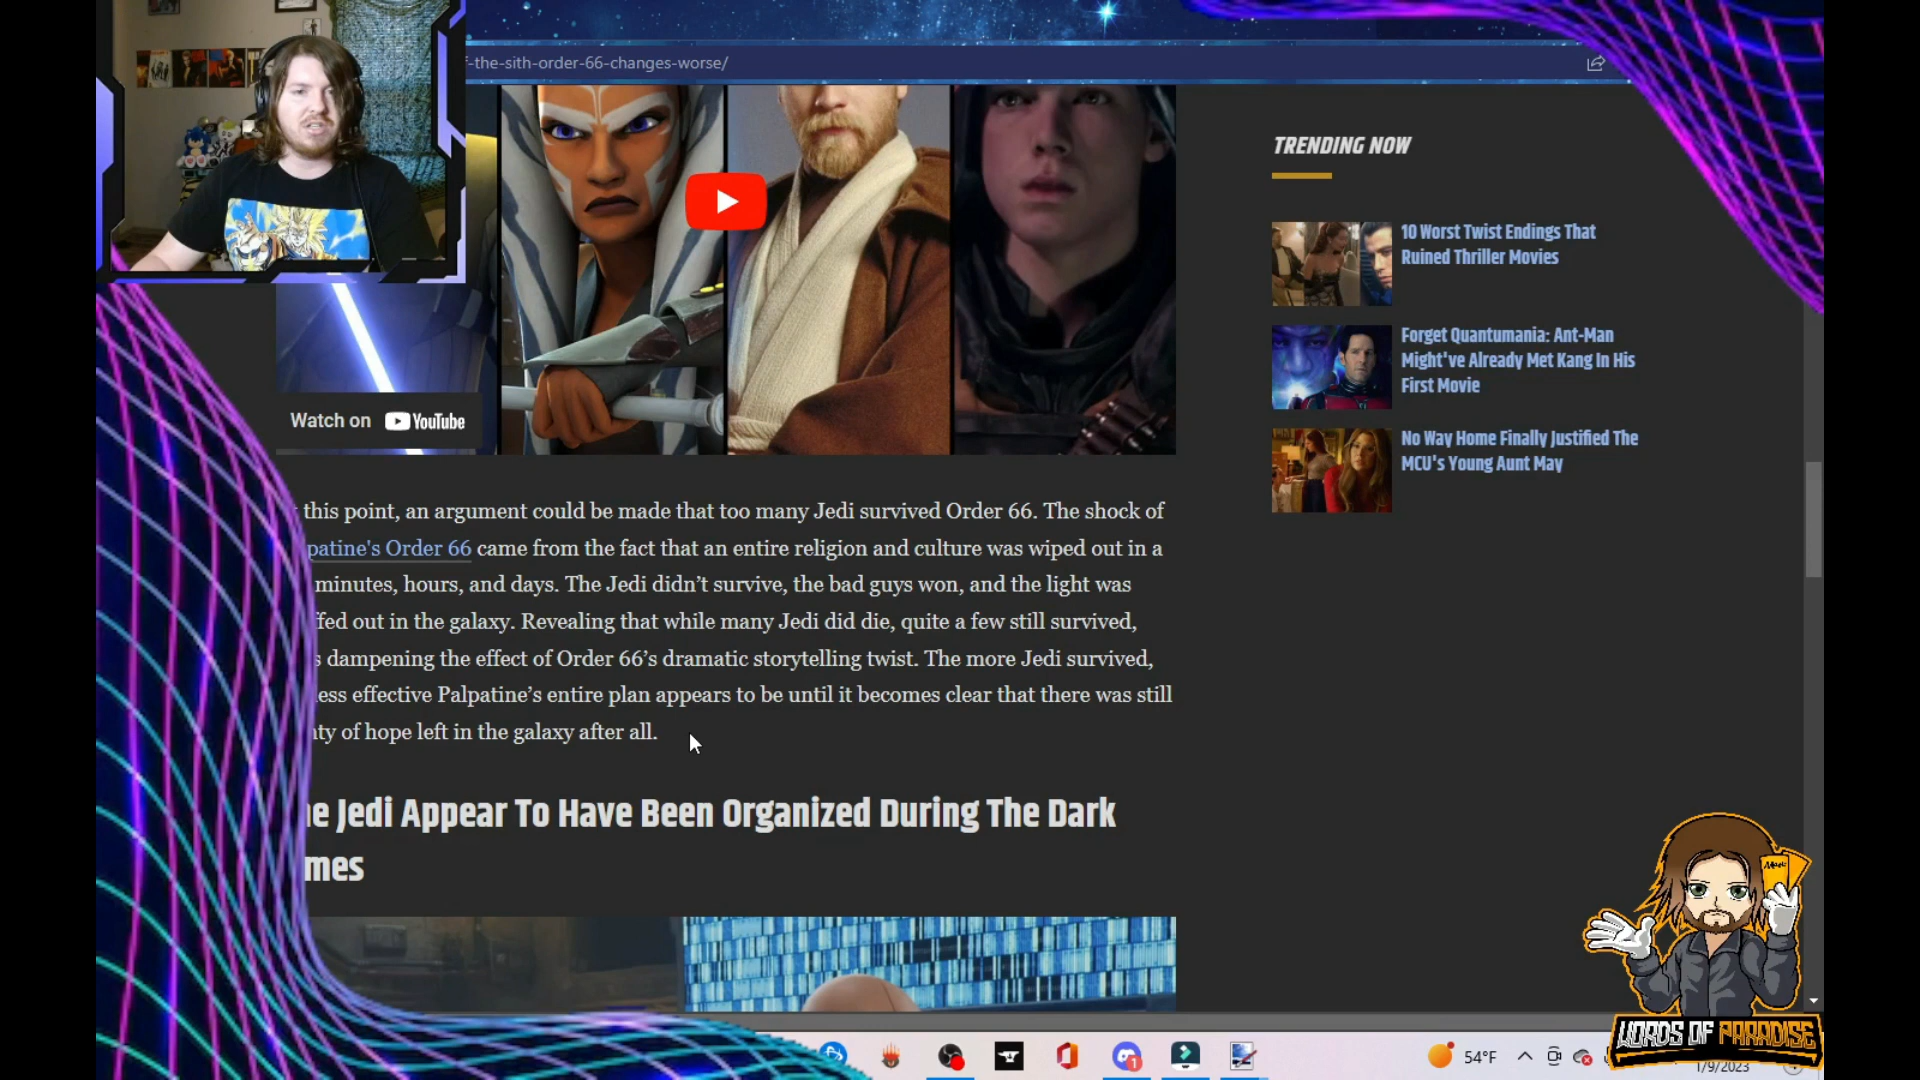 f-the-sith-order-66-changes-worse/
TRENDING NOW
10 Worst Twist Endings That
Ruined Thriller Movies
Forget Quantumania: Ant-Man
Might've Already Met Kang In His
First Movie
No Way Home Finally Justified The
MCU's Young Aunt May
Watch on YouTube
this point, an argument could be made that too many Jedi survived Order 66. The shock of
patine's Order 66 came from the fact that an entire religion and culture was wiped out in a
minutes, hours, and days. The Jedi didn't survive, the bad guys won, and the light was
ffed out in the galaxy. Revealing that while many Jedi did die, quite a few still survived,
s dampening the effect of Order 66's dramatic storytelling twist. The more Jedi survived,
ess effective Palpatine's entire plan appears to be until it becomes clear that there was still
nty of hope left in the galaxy after all.
e Jedi Appear To Have Been Organized During The Dark
mes
WORDS OF PARADISE
1
54°F
1/9/2023